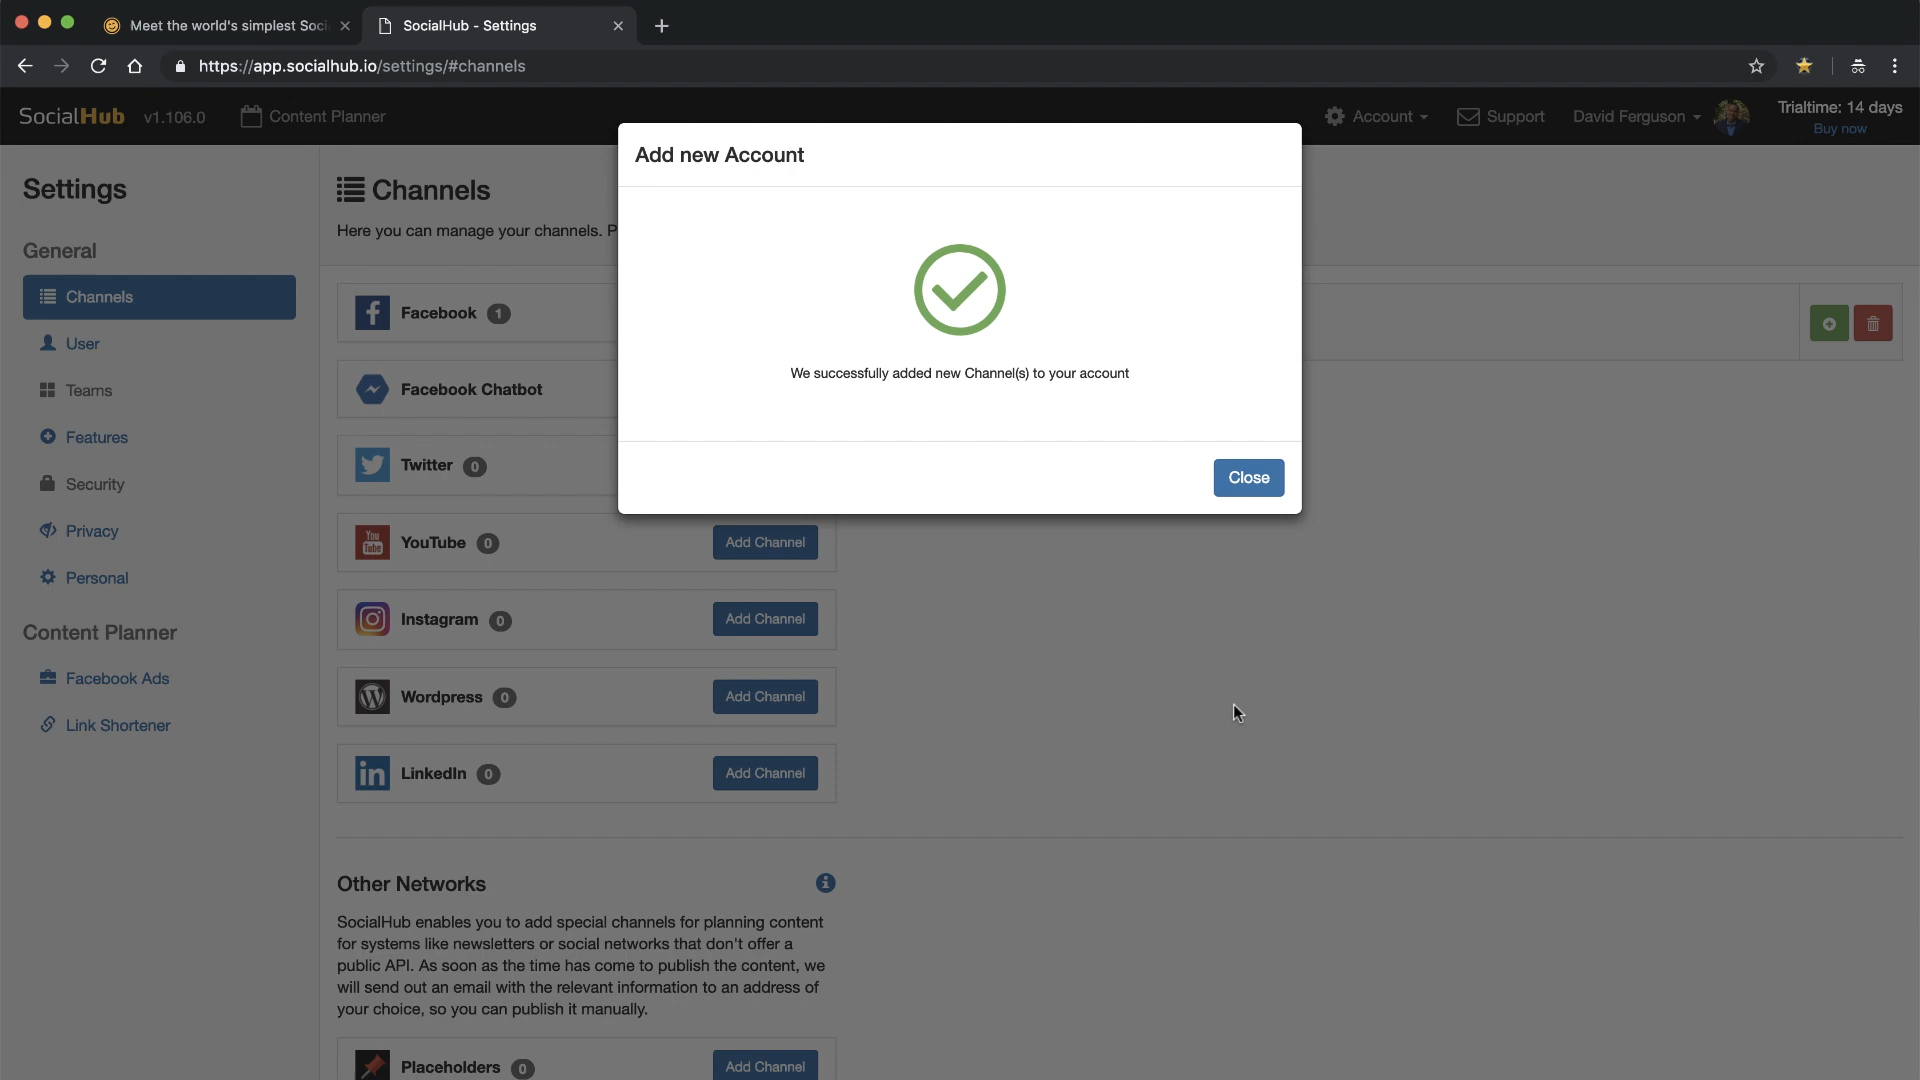 Meet the world's simplest Soci
SocialHub - Settings
https://app.socialhub.io/settings/#channels
SocialHub v1.106.0
Content Planner
Account
Support
David Ferguson
Trialtime: 14 days
Buy now
Settings
General
Channels
User
Teams
Features
Security
Privacy
Personal
Content Planner
Facebook Ads
Link Shortener
Channels
Here you can manage your channels. P
Facebook 1
Facebook Chatbot
Twitter 0
YouTube 0 Add Channel
Instagram 0 Add Channel
Wordpress 0 Add Channel
LinkedIn 0 Add Channel
Other Networks
SocialHub enables you to add special channels for planning content
for systems like newsletters or social networks that don't offer a
public API. As soon as the time has come to publish the content, we
will send out an email with the relevant information to an address of
your choice, so you can publish it manually.
Placeholders 0 Add Channel
Add new Account
We successfully added new Channel(s) to your account
Close